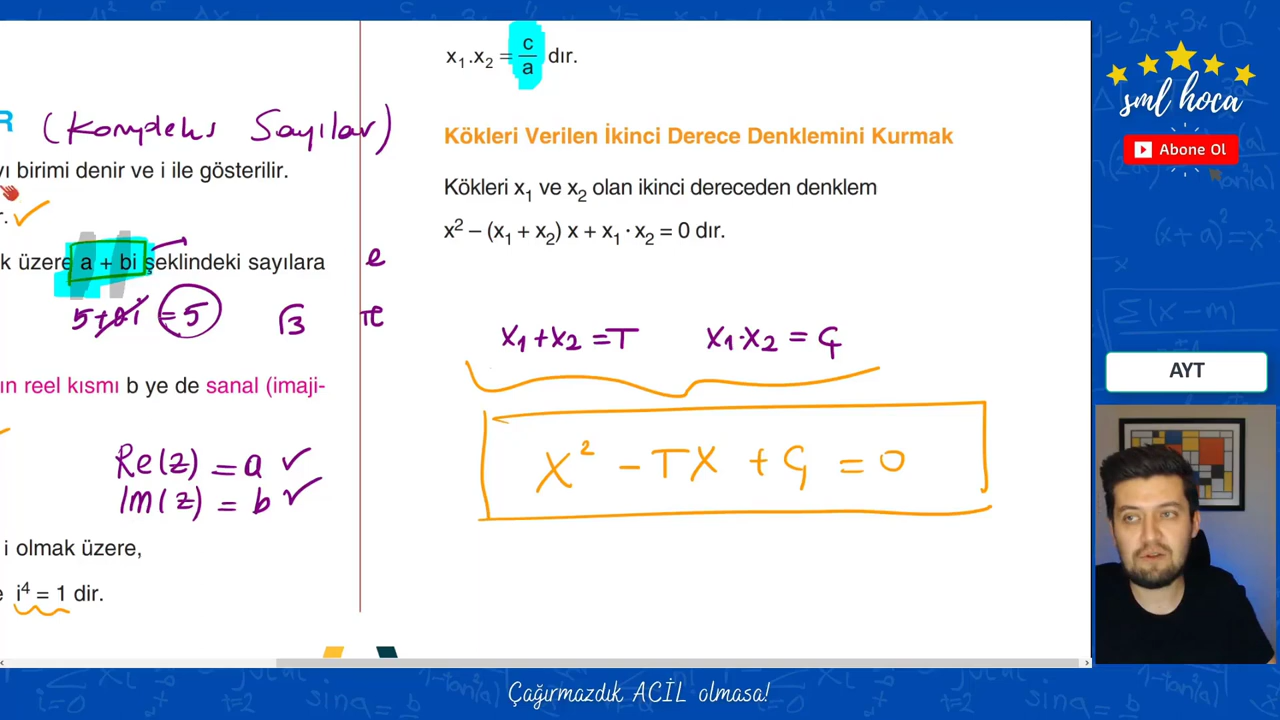 R (Kompleks Sayılar)
yı birimi denir ve i ile gösterilir.
r.
k üzere a + bi şeklindeki sayılara e
5+0i = 5 √3 π
ın reel kısmı b ye de sanal (imaji-
Re(z) = a
Im(z) = b
i olmak üzere,
e i⁴ = 1 dir.
x₁.x₂ = c/a dır.
Kökleri Verilen İkinci Derece Denklemini Kurmak
Kökleri x₁ ve x₂ olan ikinci dereceden denklem
x² – (x₁ + x₂) x + x₁ · x₂ = 0 dır.
x₁+x₂ = T x₁·x₂ = Ç
x² – Tx + Ç = 0
sml hoca
Abone Ol
AYT
Çağırmazdık ACİL olmasa!